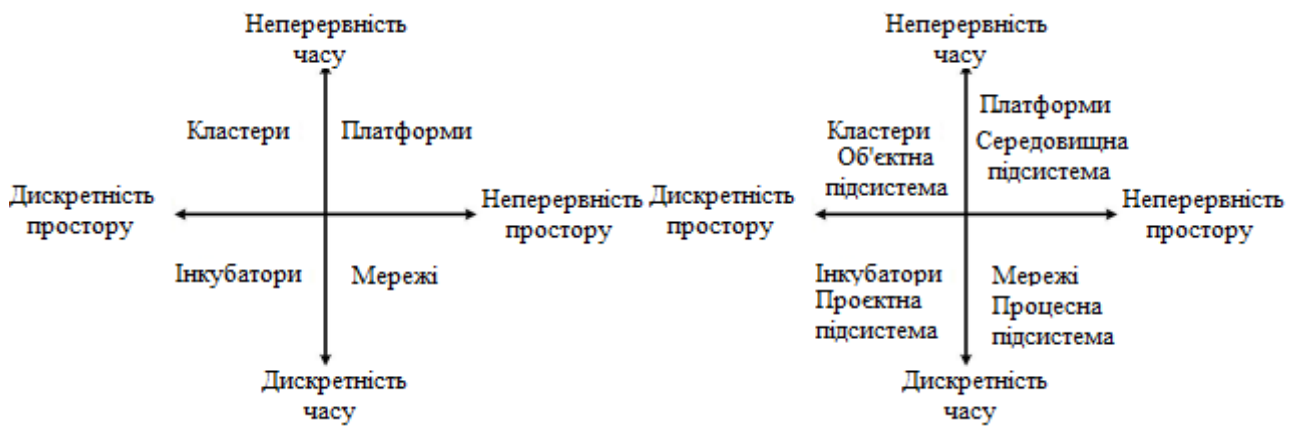 Неперервність
часу
Кластери
Платформи
Дискретність
простору
Неперервність
простору
Інкубатори
Мережі
Дискретність
часу
Неперервність
часу
Платформи
Середовищна
підсистема
Кластери
Об'єктна
підсистема
Дискретність
простору
Неперервність
простору
Інкубатори
Проєктна
підсистема
Мережі
Процесна
підсистема
Дискретність
часу